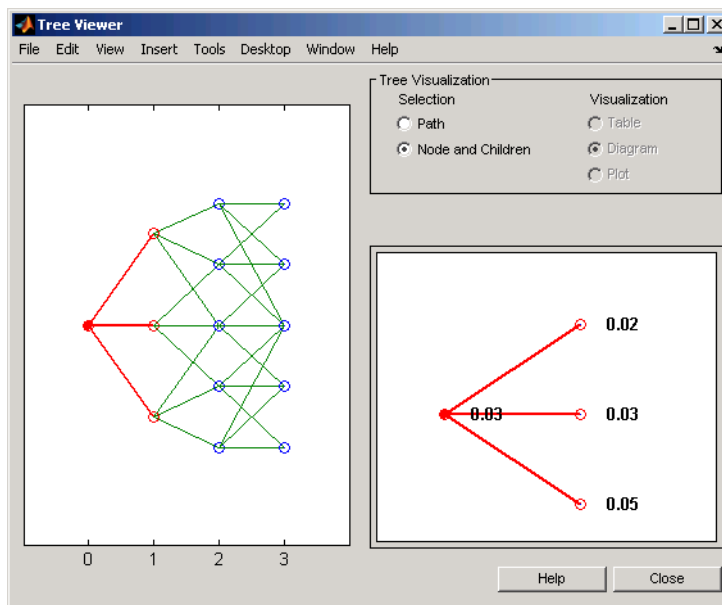 Tree Viewer
File Edit View Insert Tools Desktop Window Help
Tree Visualization
Selection
Visualization
Path
Table
Node and Children
Diagram
Plot
0.02
0.03
0.03
0.05
0 1 2 3
Help
Close